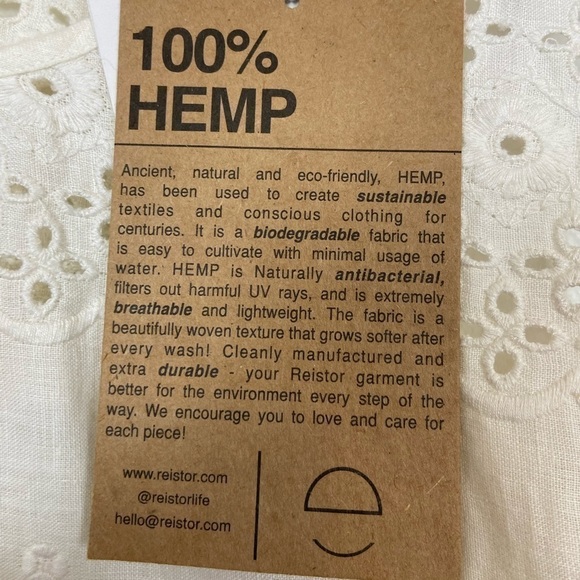 100%
HEMP
Ancient, natural and eco-friendly, HEMP,
has been used to create sustainable
textiles and conscious clothing for
centuries. It is a biodegradable fabric that
is easy to cultivate with minimal usage of
water. HEMP is Naturally antibacterial,
filters out harmful UV rays, and is extremely
breathable and lightweight. The fabric is a
beautifully woven texture that grows softer after
every wash! Cleanly manufactured and
extra durable - your Reistor garment is
better for the environment every step of the
way. We encourage you to love and care for
each piece!
www.reistor.com
@reistorlife
hello@reistor.com